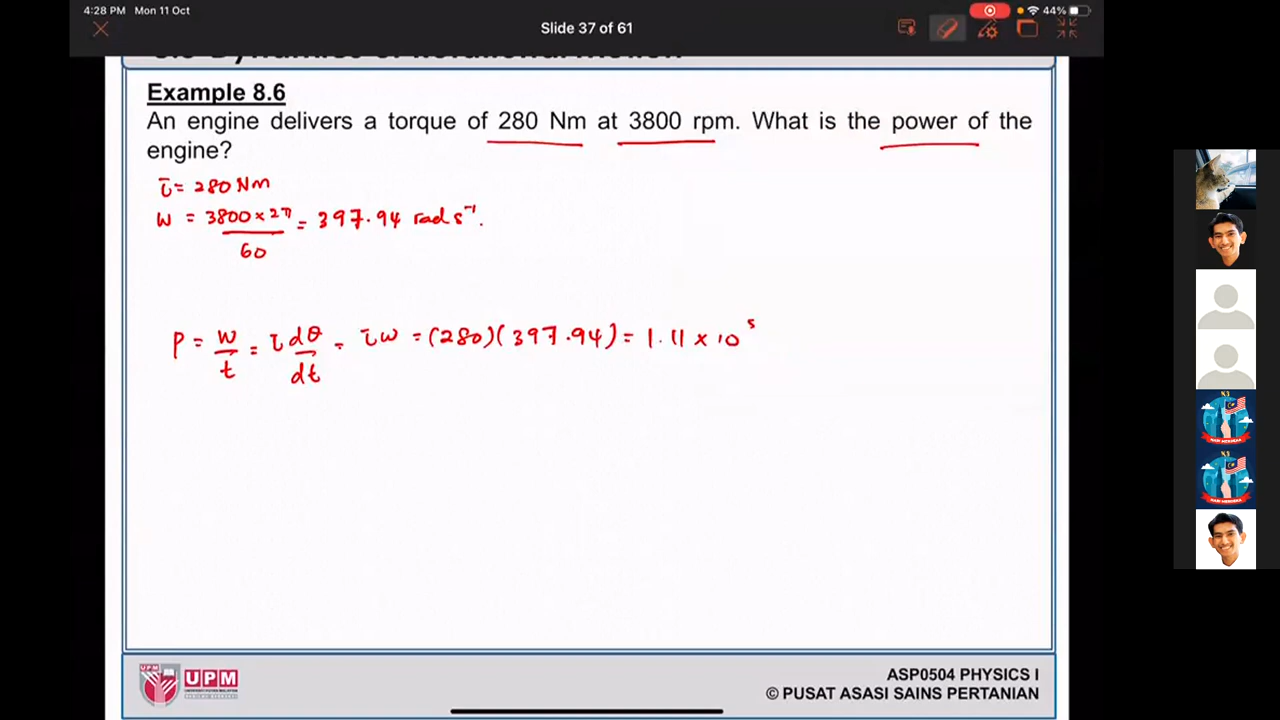 4:28 PM Mon 11 Oct
44%
Slide 37 of 61
Example 8.6
An engine delivers a torque of 280 Nm at 3800 rpm. What is the power of the
engine?
τ = 280 Nm
ω = 3800 × 2π / 60 = 397.94 rad s⁻¹.
P = W / t = τ dθ / dt = τω = (280)(397.94) = 1.11 × 10⁵
UPM
UPM
ASP0504 PHYSICS I
© PUSAT ASASI SAINS PERTANIAN